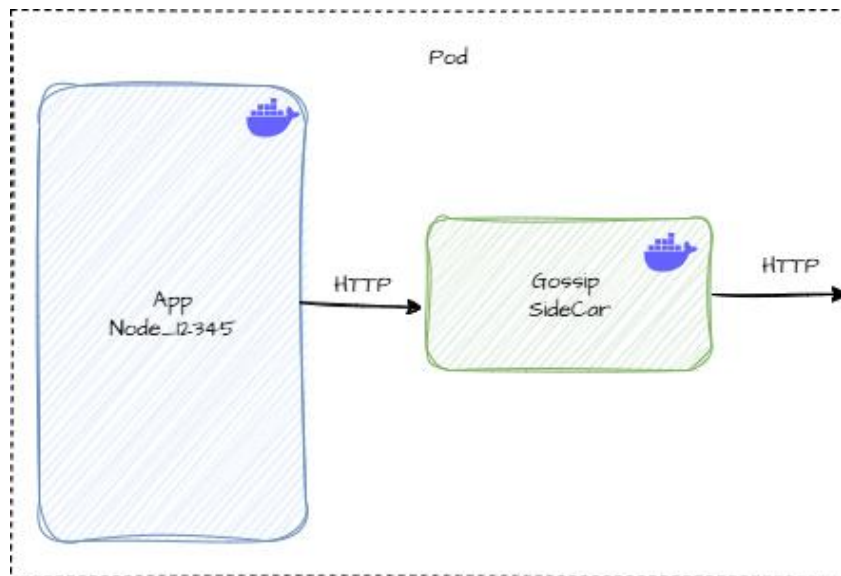 Pod
App
Node_12345
HTTP
Gossip
SideCar
HTTP